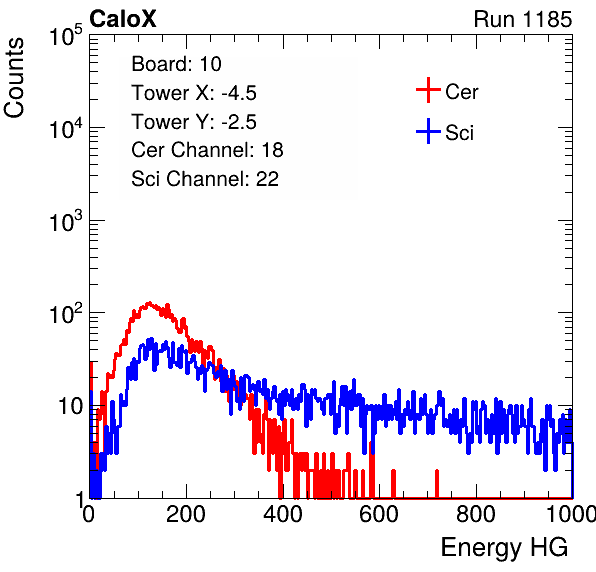 CaloX Run 1185
Counts
10^5
10^4
10^3
10^2
10
1
Board: 10
Tower X: -4.5
Tower Y: -2.5
Cer Channel: 18
Sci Channel: 22
Cer
Sci
0 200 400 600 800 1000
Energy HG